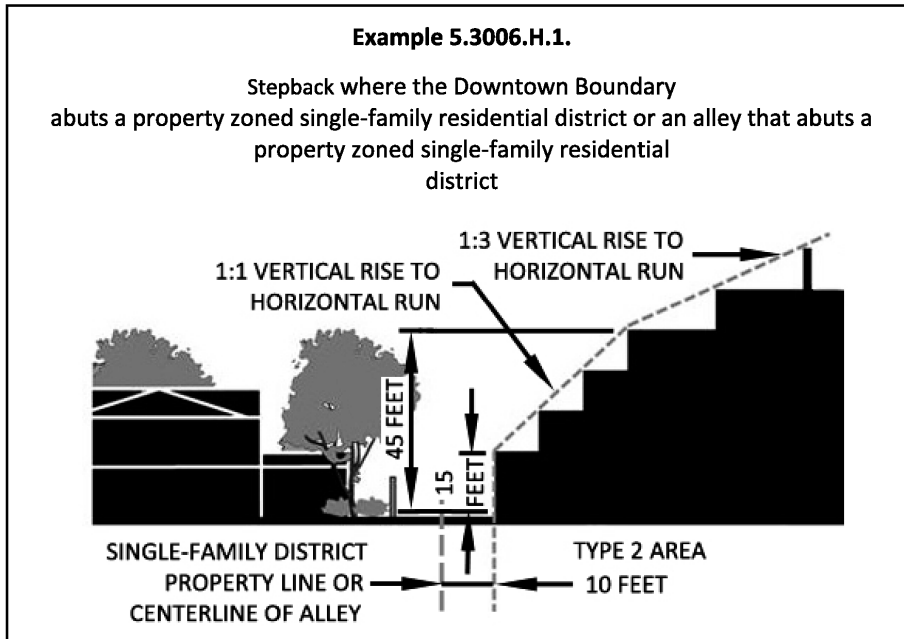 Example 5.3006.H.1.
Stepback where the Downtown Boundary
abuts a property zoned single-family residential district or an alley that abuts a
property zoned single-family residential
district
1:3 VERTICAL RISE TO
HORIZONTAL RUN
1:1 VERTICAL RISE TO
HORIZONTAL RUN
45 FEET
15
FEET
SINGLE-FAMILY DISTRICT
PROPERTY LINE OR
CENTERLINE OF ALLEY
TYPE 2 AREA
10 FEET